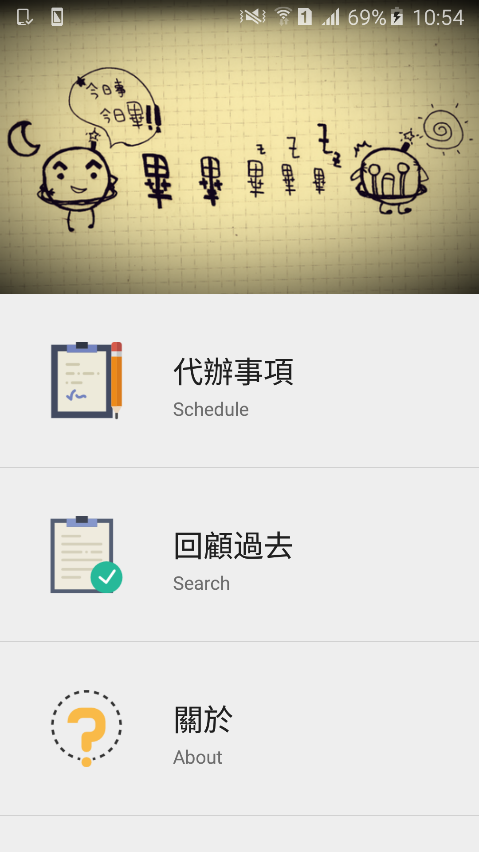 1
69%
10:54
今日事
今日畢!!
畢 畢 畢 畢 畢
z z z z
代辦事項
Schedule
回顧過去
Search
關於
About